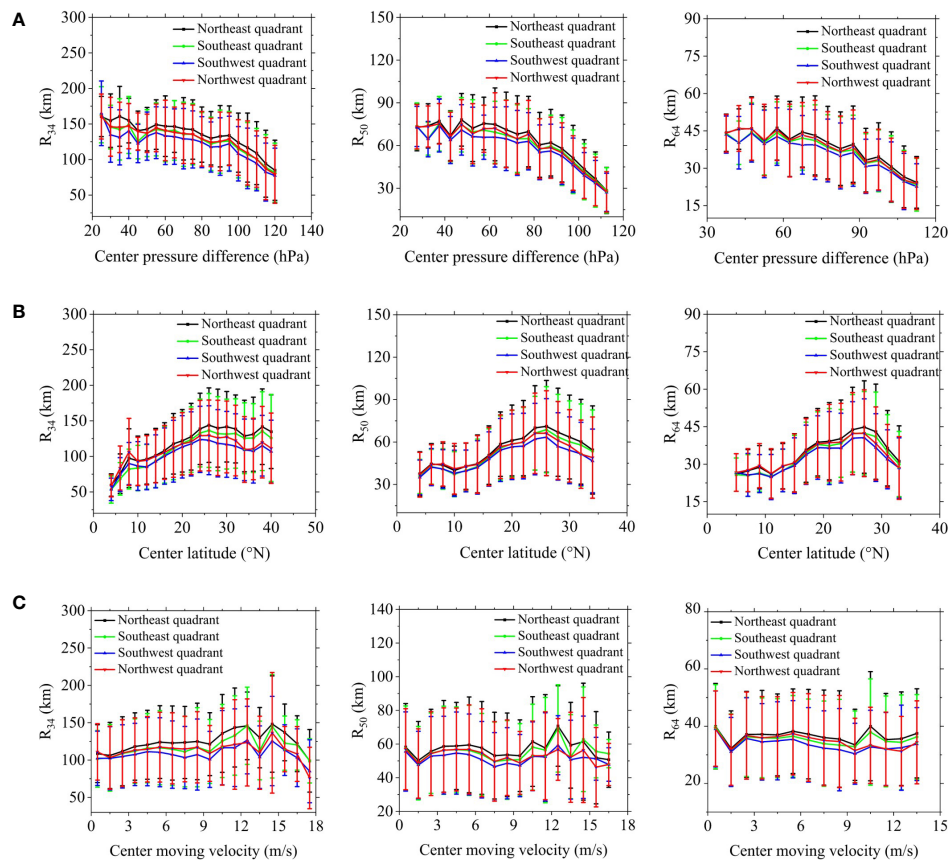 A
R34 (km)
300
250
200
150
100
50
Northeast quadrant
Southeast quadrant
Southwest quadrant
Northwest quadrant
20 40 60 80 100 120 140
Center pressure difference (hPa)
R50 (km)
150
120
90
60
30
Northeast quadrant
Southeast quadrant
Southwest quadrant
Northwest quadrant
20 40 60 80 100 120
Center pressure difference (hPa)
R64 (km)
90
75
60
45
30
15
Northeast quadrant
Southeast quadrant
Southwest quadrant
Northwest quadrant
30 60 90 120
Center pressure difference (hPa)
B
R34 (km)
300
250
200
150
100
50
Northeast quadrant
Southeast quadrant
Southwest quadrant
Northwest quadrant
0 10 20 30 40 50
Center latitude (°N)
R50 (km)
150
120
90
60
30
Northeast quadrant
Southeast quadrant
Southwest quadrant
Northwest quadrant
0 10 20 30 40
Center latitude (°N)
R64 (km)
90
75
60
45
30
15
Northeast quadrant
Southeast quadrant
Southwest quadrant
Northwest quadrant
0 10 20 30 40
Center latitude (°N)
C
R34 (km)
300
250
200
150
100
50
Northeast quadrant
Southeast quadrant
Southwest quadrant
Northwest quadrant
0 3 6 9 12 15 18
Center moving velocity (m/s)
R50 (km)
140
120
100
80
60
40
20
Northeast quadrant
Southeast quadrant
Southwest quadrant
Northwest quadrant
0 3 6 9 12 15 18
Center moving velocity (m/s)
R64 (km)
80
60
40
20
Northeast quadrant
Southeast quadrant
Southwest quadrant
Northwest quadrant
0 3 6 9 12 15
Center moving velocity (m/s)